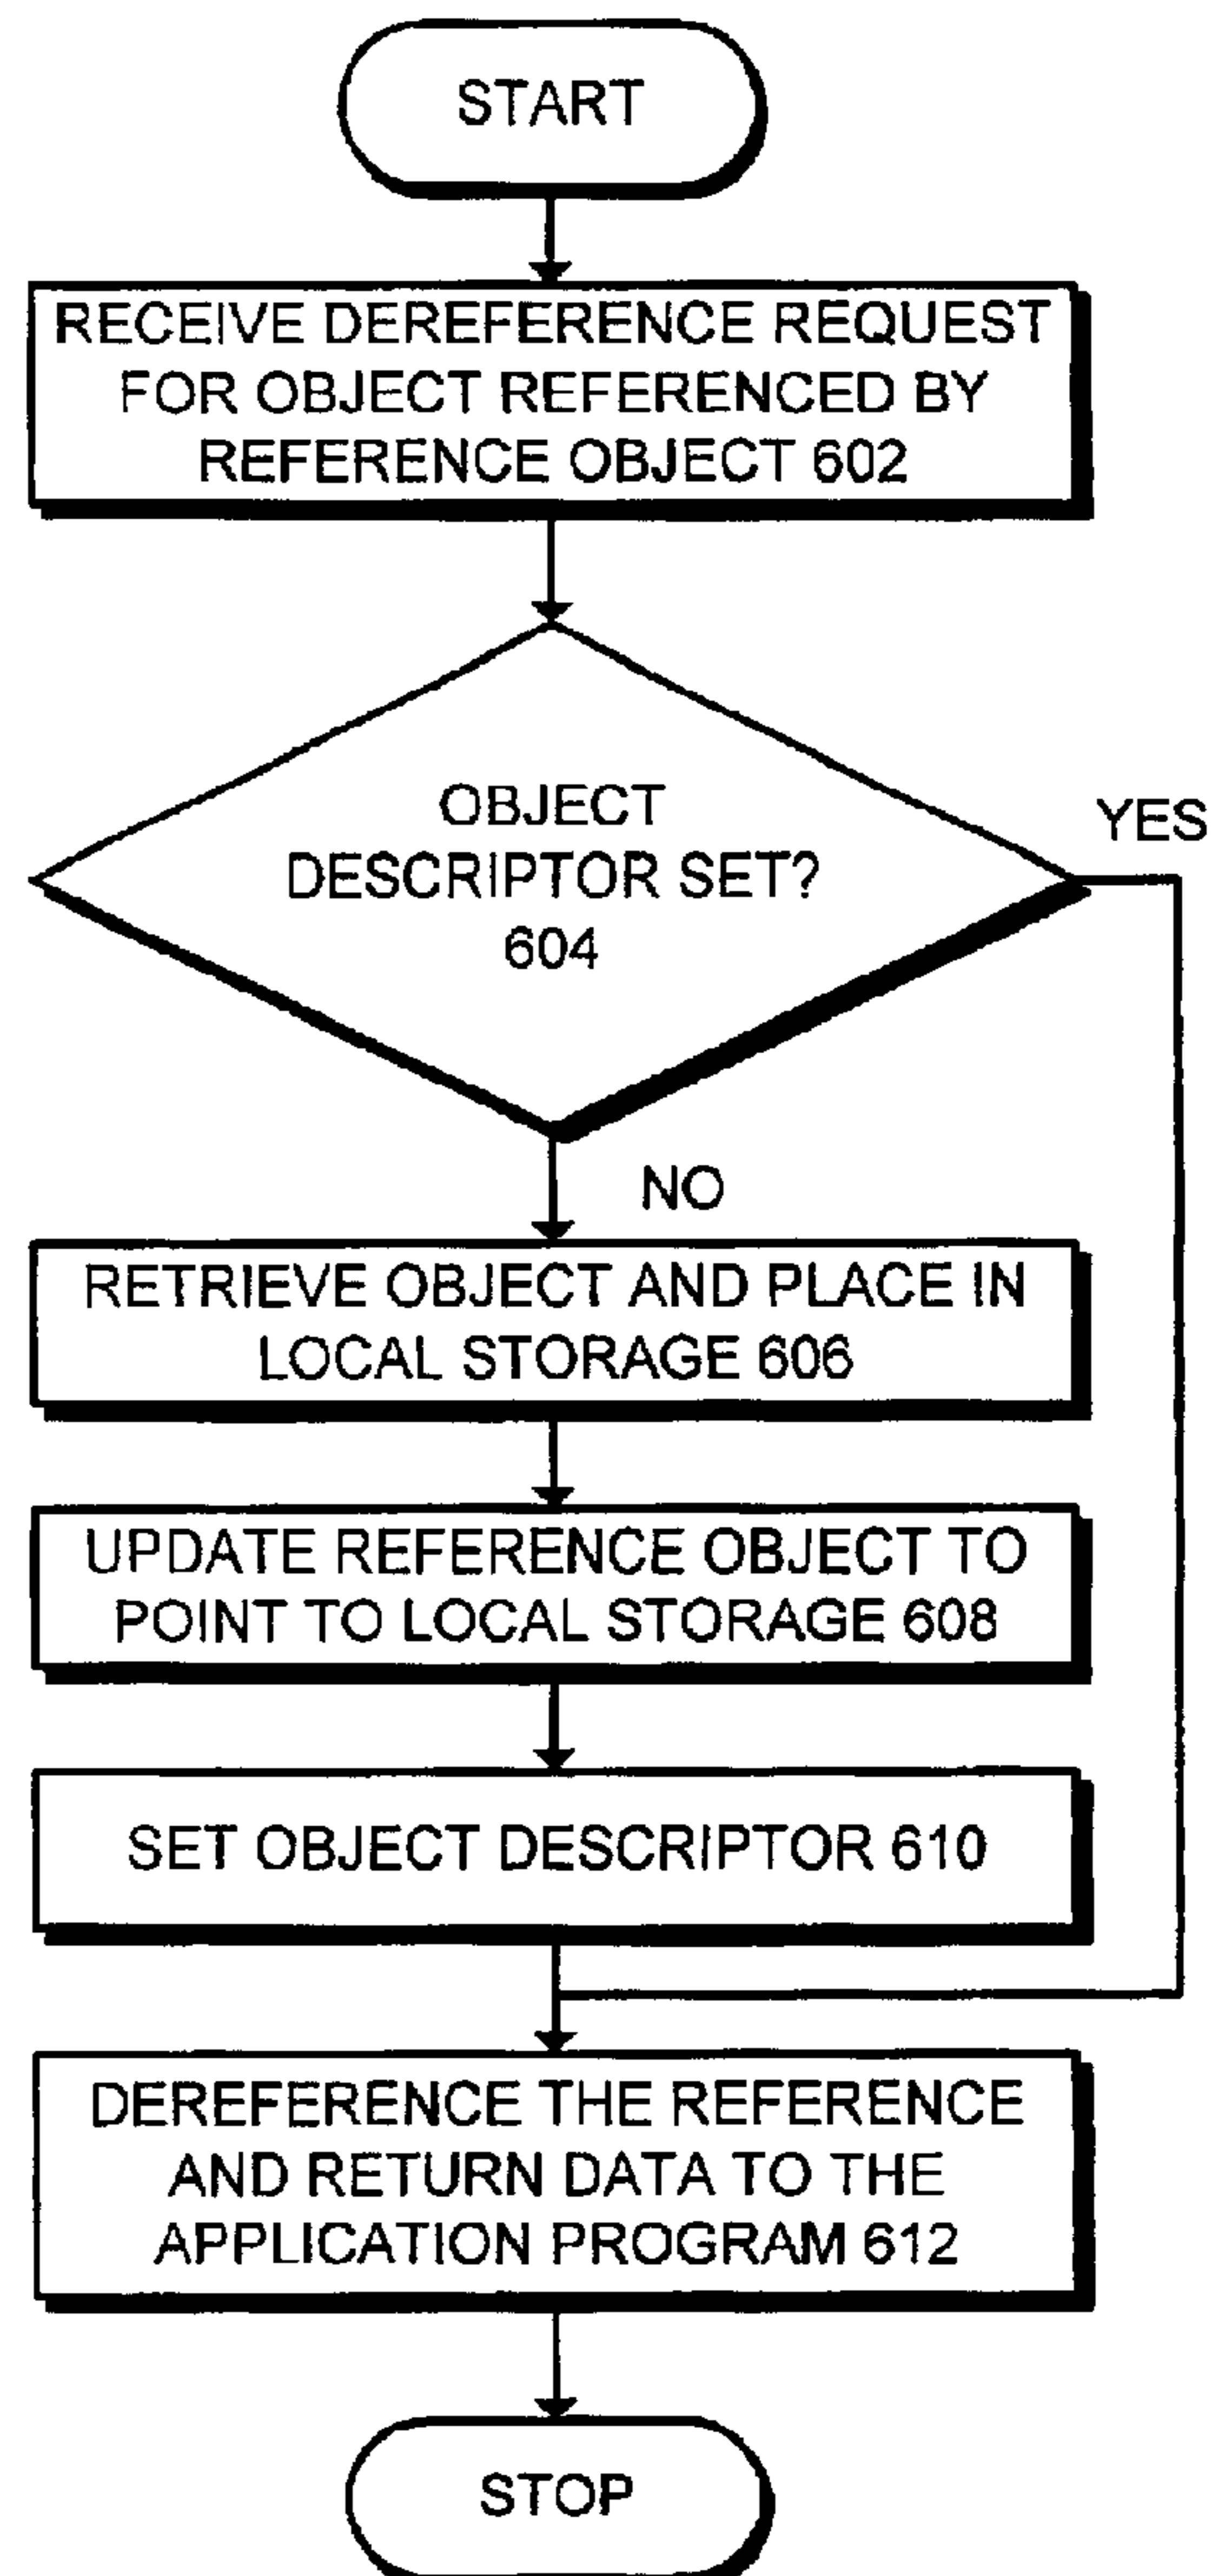 START
RECEIVE DEREFERENCE REQUEST
FOR OBJECT REFERENCED BY
REFERENCE OBJECT 602
OBJECT
DESCRIPTOR SET?
604
YES
NO
RETRIEVE OBJECT AND PLACE IN
LOCAL STORAGE 606
UPDATE REFERENCE OBJECT TO
POINT TO LOCAL STORAGE 608
SET OBJECT DESCRIPTOR 610
DEREFERENCE THE REFERENCE
AND RETURN DATA TO THE
APPLICATION PROGRAM 612
STOP